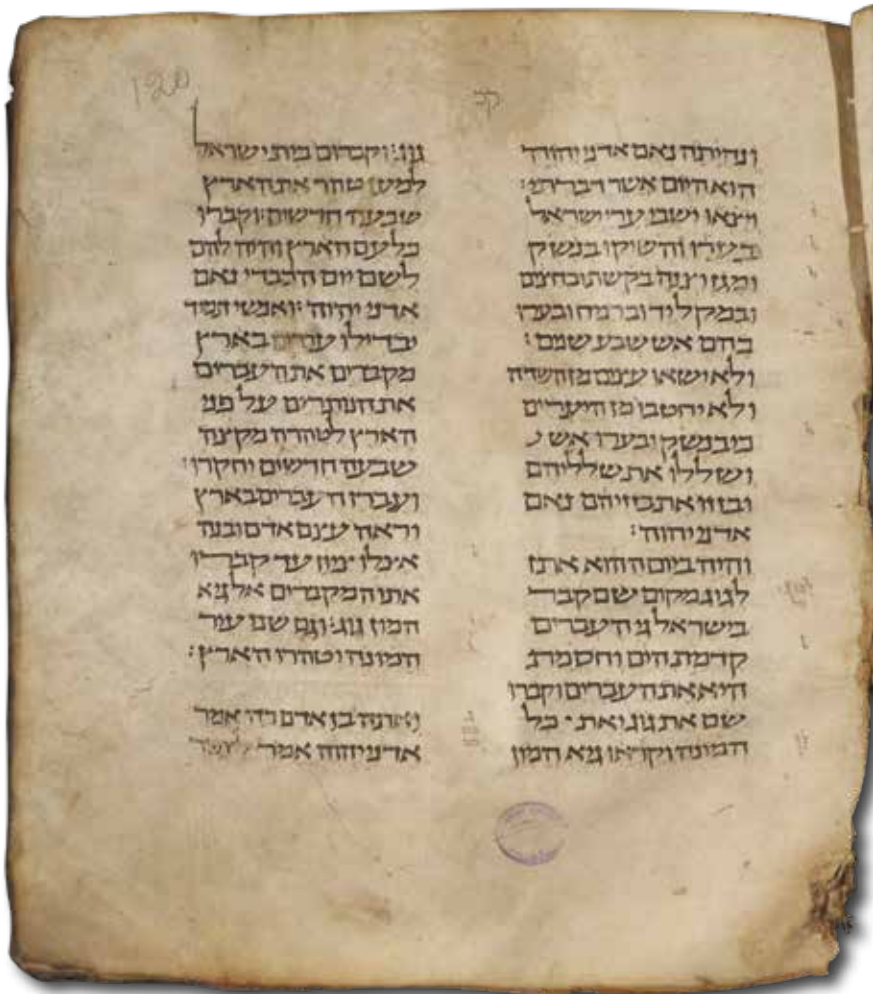 120
קכ
ונהיתה נאם אדני יהוה
הוא היום אשר דברתי׃
ויצאו ישבי ערי ישראל
ובערו והשיקו בנשק
ומגן וצנה בקשת ובחצים
ובמקל יד וברמח ובערו
בהם אש שבע שנים׃
ולא ישאו עצים מן השדה
ולא יחטבו מן היערים
כי בנשק יבערו אש
ושללו את שלליהם
ובזזו את בזזיהם נאם
אדני יהוה׃
והיה ביום ההוא אתן
לגוג מקום שם קבר
בישראל גי העברים
קדמת הים וחסמת
היא את העברים וקברו
שם את גוג ואת כל
המונה וקראו גיא המון
גוג׃ וקברום בית ישראל
למען טהר את הארץ
שבעה חדשים׃ וקברו
כל עם הארץ והיה להם
לשם יום הכבדי נאם
אדני יהוה׃ ואנשי תמיד
יבדילו עברים בארץ
מקברים את העברים
את הנותרים על פני
הארץ לטהרה מקצה
שבעה חדשים יחקרו׃
ועברו העברים בארץ
וראה עצם אדם ובנה
אצלו ציון עד קברו
אתו המקברים אל גיא
המון גוג׃ וגם שם עיר
המונה וטהרו הארץ׃
ואתה בן אדם כה אמר
אדני יהוה אמר לצפור